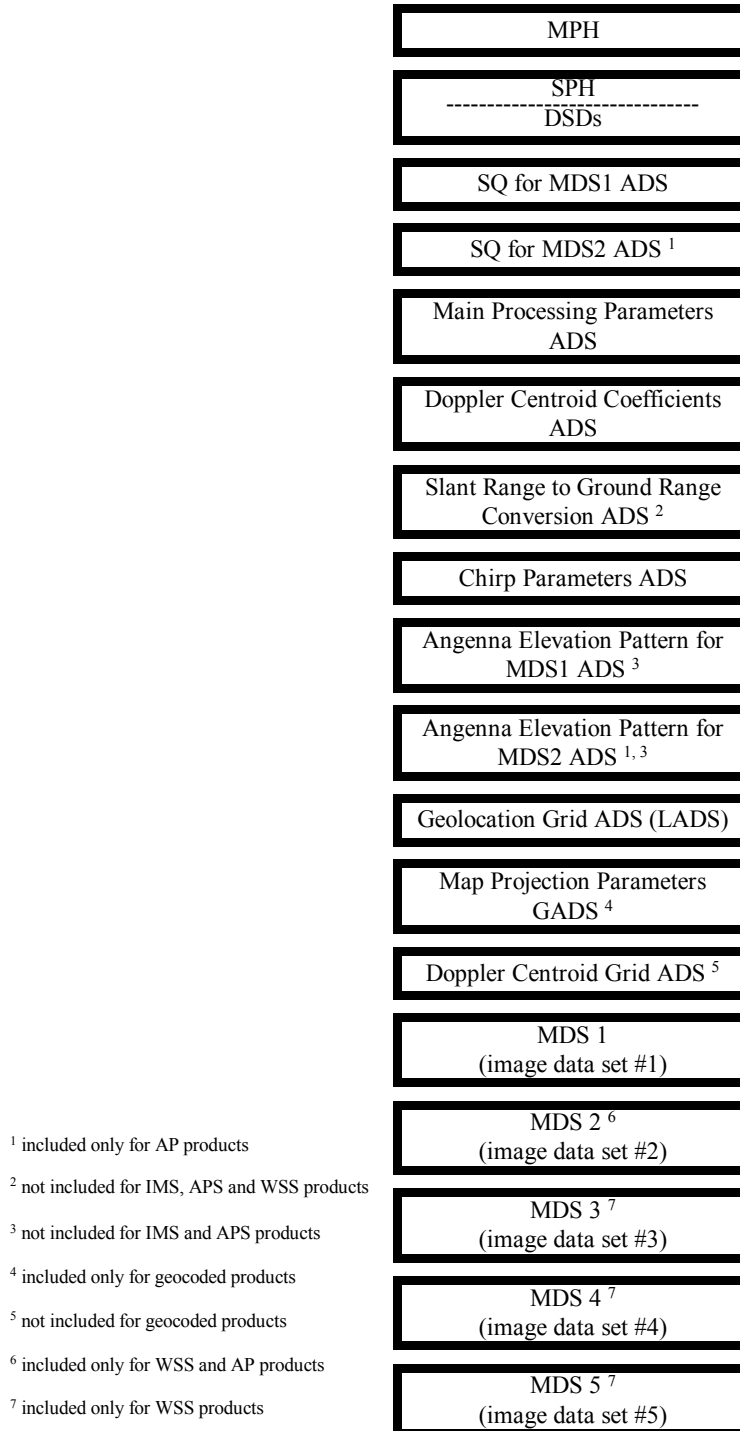 MPH
SPH
-------------------------------
DSDs
SQ for MDS1 ADS
SQ for MDS2 ADS ¹
Main Processing Parameters
ADS
Doppler Centroid Coefficients
ADS
Slant Range to Ground Range
Conversion ADS ²
Chirp Parameters ADS
Angenna Elevation Pattern for
MDS1 ADS ³
Angenna Elevation Pattern for
MDS2 ADS ¹, ³
Geolocation Grid ADS (LADS)
Map Projection Parameters
GADS ⁴
Doppler Centroid Grid ADS ⁵
MDS 1
(image data set #1)
MDS 2 ⁶
(image data set #2)
MDS 3 ⁷
(image data set #3)
MDS 4 ⁷
(image data set #4)
MDS 5 ⁷
(image data set #5)
¹ included only for AP products
² not included for IMS, APS and WSS products
³ not included for IMS and APS products
⁴ included only for geocoded products
⁵ not included for geocoded products
⁶ included only for WSS and AP products
⁷ included only for WSS products